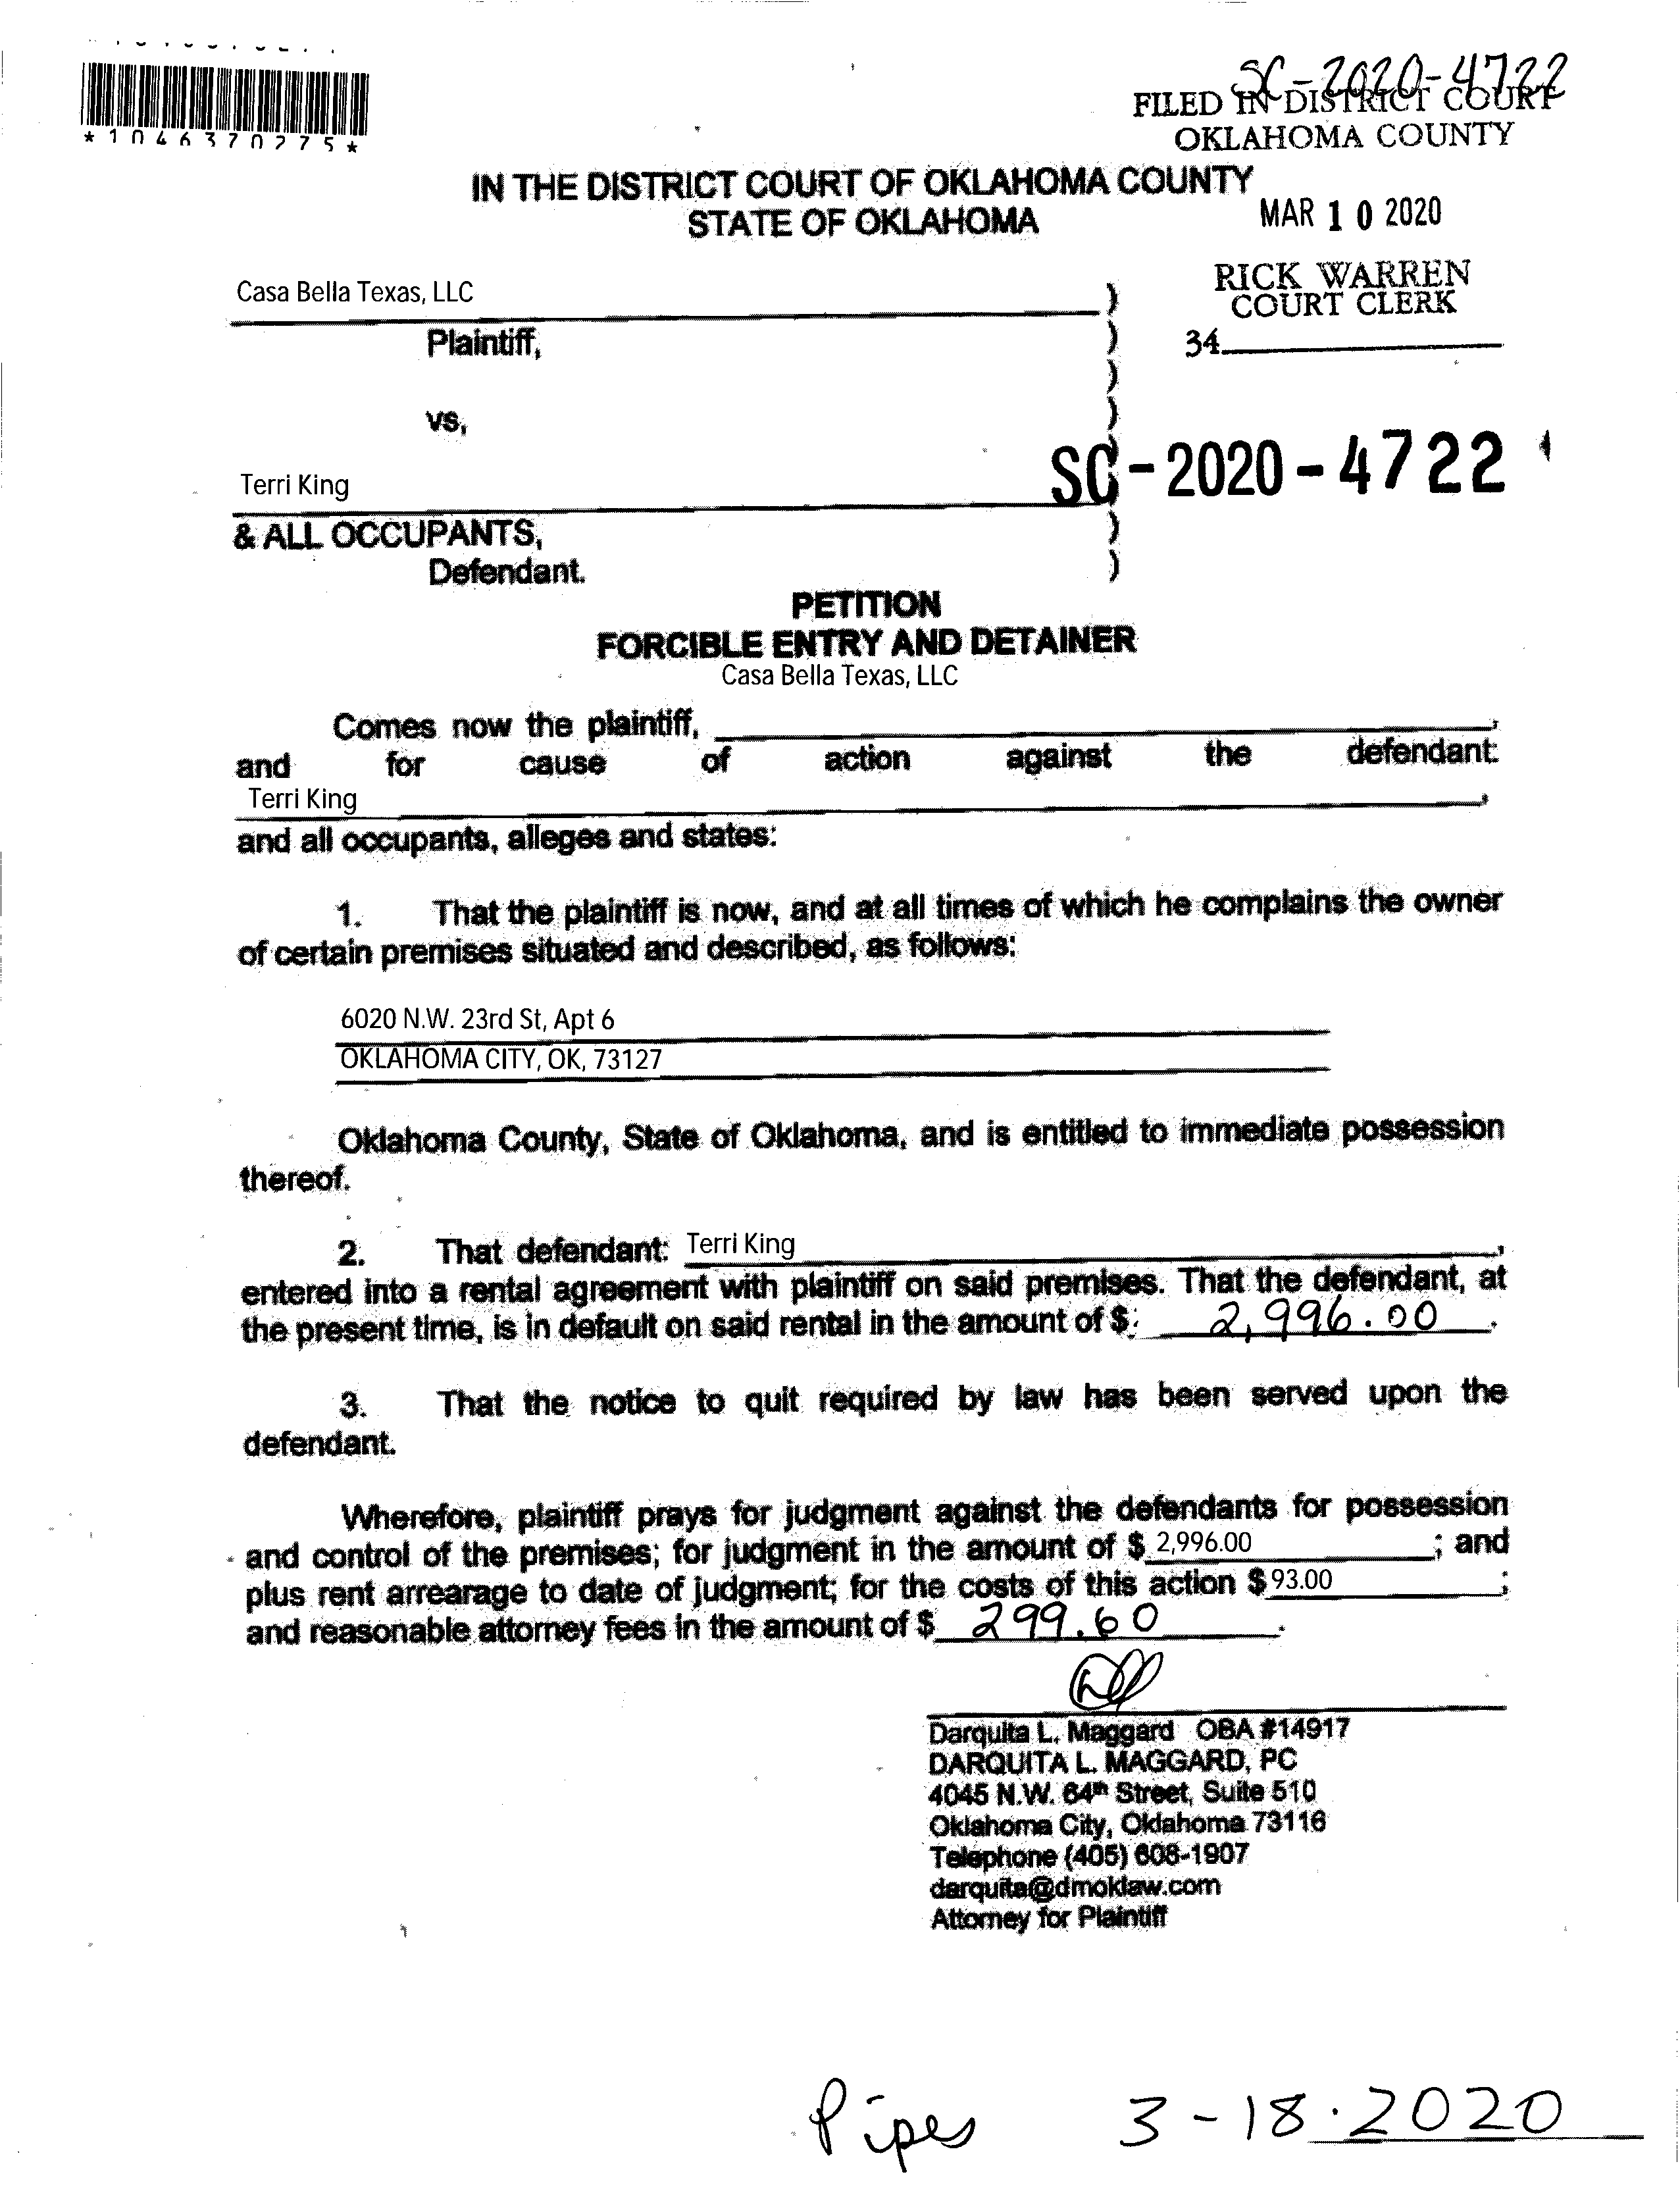 SC-2020-4722
FILED IN DISTRICT COURT
OKLAHOMA COUNTY
*1046370275*
IN THE DISTRICT COURT OF OKLAHOMA COUNTY
STATE OF OKLAHOMA
MAR 10 2020
RICK WARREN
COURT CLERK
34
Casa Bella Texas, LLC
Plaintiff,
vs,
SC-2020-4722
Terri King
& ALL OCCUPANTS,
Defendant.
PETITION
FORCIBLE ENTRY AND DETAINER
Casa Bella Texas, LLC
Comes now the plaintiff, ,
and for cause of action against the defendant:
Terri King ,
and all occupants, alleges and states:
1. That the plaintiff is now, and at all times of which he complains the owner
of certain premises situated and described, as follows:
6020 N.W. 23rd St, Apt 6
OKLAHOMA CITY, OK, 73127
Oklahoma County, State of Oklahoma, and is entitled to immediate possession
thereof.
2. That defendant: Terri King ,
entered into a rental agreement with plaintiff on said premises. That the defendant, at
the present time, is in default on said rental in the amount of $: 2,996.00 .
3. That the notice to quit required by law has been served upon the
defendant.
Wherefore, plaintiff prays for judgment against the defendants for possession
and control of the premises; for judgment in the amount of $ 2,996.00 ; and
plus rent arrearage to date of judgment; for the costs of this action $ 93.00 ;
and reasonable attorney fees in the amount of $ 299.60 .
Darquita L. Maggard OBA #14917
DARQUITA L. MAGGARD, PC
4045 N.W. 64th Street, Suite 510
Oklahoma City, Oklahoma 73116
Telephone (405) 608-1907
darquita@dmoklaw.com
Attorney for Plaintiff
Pipes 3-18.2020